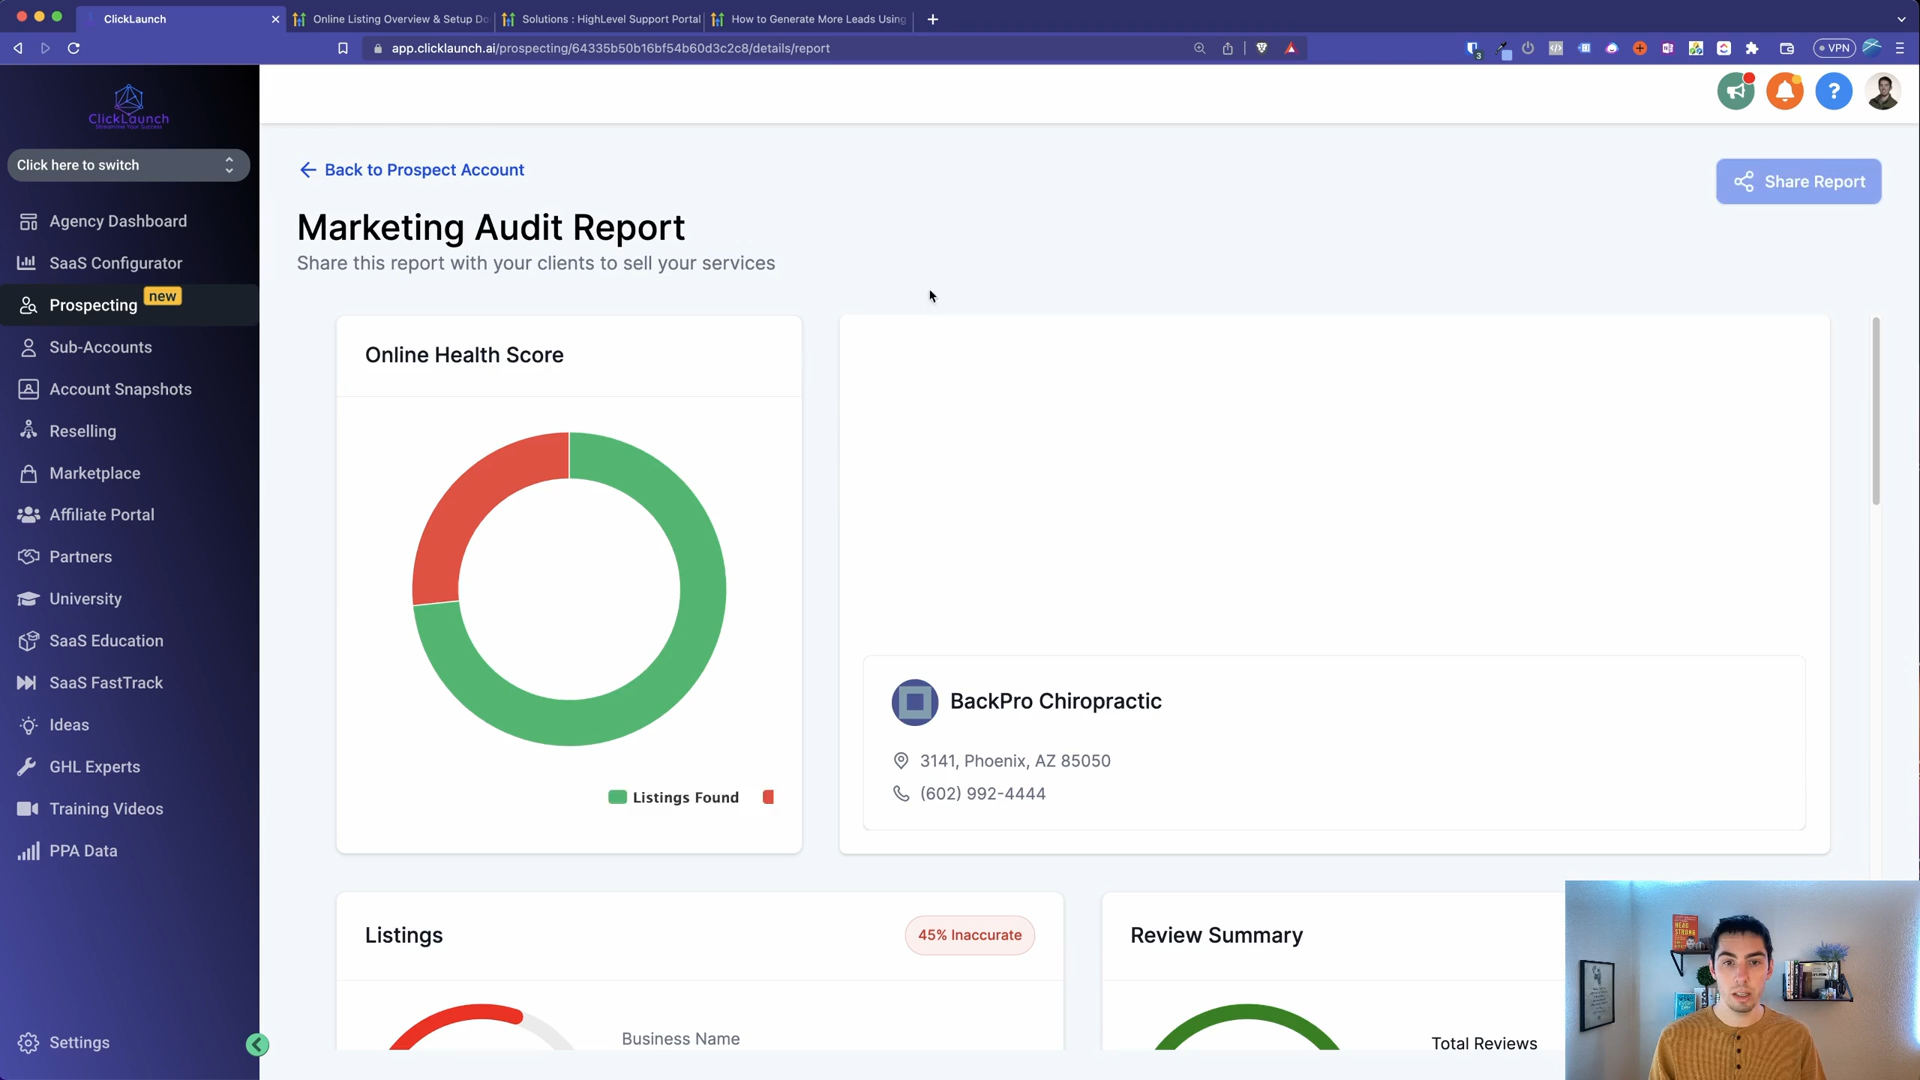 ClickLaunch
Online Listing Overview & Setup Do
Solutions : HighLevel Support Portal
How to Generate More Leads Using
app.clicklaunch.ai/prospecting/64335b50b16bf54b60d3c2c8/details/report
VPN
ClickLaunch
Streamline Your Success
Click here to switch
Agency Dashboard
SaaS Configurator
Prospecting
new
Sub-Accounts
Account Snapshots
Reselling
Marketplace
Affiliate Portal
Partners
University
SaaS Education
SaaS FastTrack
Ideas
GHL Experts
Training Videos
PPA Data
Settings
Back to Prospect Account
Share Report
Marketing Audit Report
Share this report with your clients to sell your services
Online Health Score
Listings Found
BackPro Chiropractic
3141, Phoenix, AZ 85050
(602) 992-4444
Listings
45% Inaccurate
Business Name
Review Summary
Total Reviews